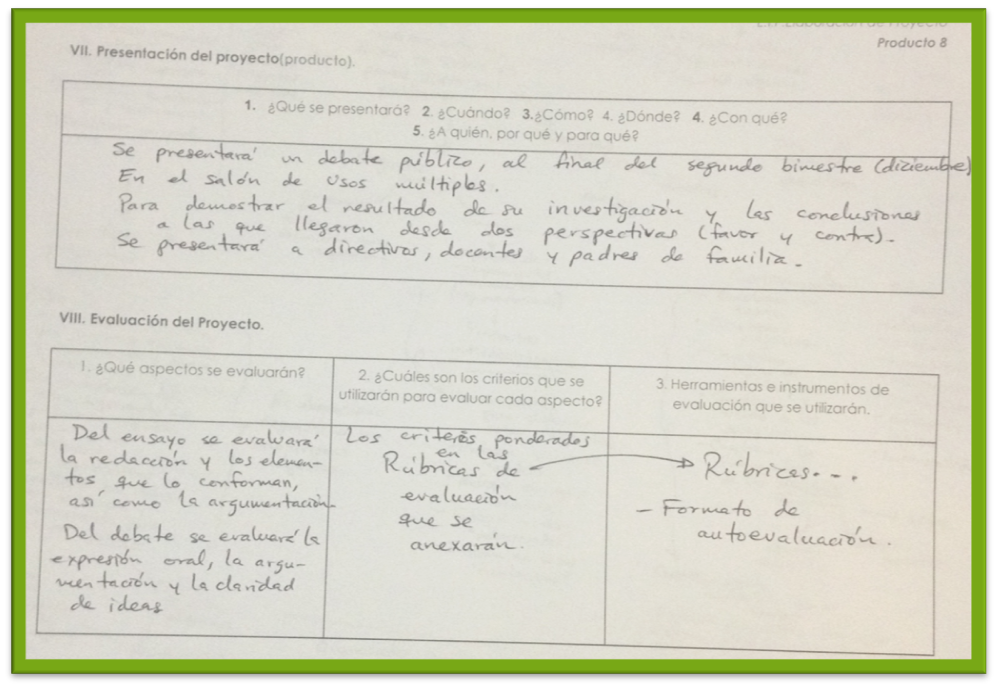 Producto 8
VII. Presentación del proyecto(producto).
1. ¿Qué se presentará? 2. ¿Cuándo? 3.¿Cómo? 4. ¿Dónde? 4. ¿Con qué?
5. ¿A quién, por qué y para qué?
Se presentará un debate público, al final del segundo bimestre (diziembre)
En el salón de usos múltiples.
Para demostrar el resultado de su investigación y las conclusiones
a las que llegaron desde dos perspectivas (favor y contra).
Se presentará a directivos, docentes y padres de familia.
VIII. Evaluación del Proyecto.
1. ¿Qué aspectos se evaluarán?
Del ensayo se evaluará
la redacción y los elemen-
tos que lo conforman,
así como la argumentación
Del debate se evaluará la
expresión oral, la argu-
mentación y la claridad
de ideas
2. ¿Cuáles son los criterios que se
utilizarán para evaluar cada aspecto?
Los criterios ponderados
en las
Rúbricas de
evaluación
que se
anexarán.
3. Herramientas e instrumentos de
evaluación que se utilizarán.
Rúbricas...
- Formato de
autoevaluación.